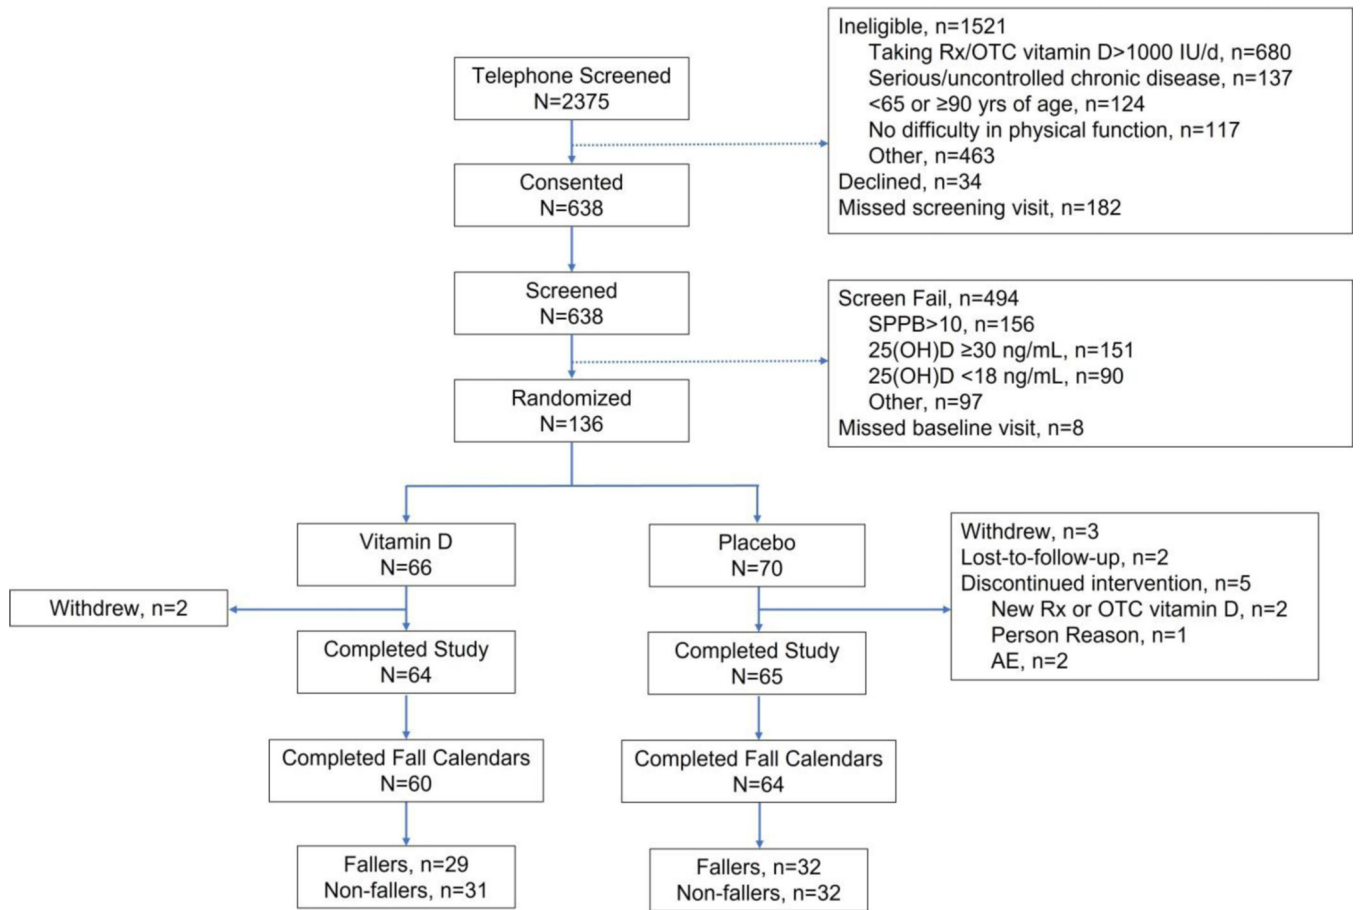 Telephone Screened
N=2375
Ineligible, n=1521
Taking Rx/OTC vitamin D>1000 IU/d, n=680
Serious/uncontrolled chronic disease, n=137
<65 or ≥90 yrs of age, n=124
No difficulty in physical function, n=117
Other, n=463
Declined, n=34
Missed screening visit, n=182
Consented
N=638
Screened
N=638
Screen Fail, n=494
SPPB>10, n=156
25(OH)D ≥30 ng/mL, n=151
25(OH)D <18 ng/mL, n=90
Other, n=97
Missed baseline visit, n=8
Randomized
N=136
Vitamin D
N=66
Placebo
N=70
Withdrew, n=2
Withdrew, n=3
Lost-to-follow-up, n=2
Discontinued intervention, n=5
New Rx or OTC vitamin D, n=2
Person Reason, n=1
AE, n=2
Completed Study
N=64
Completed Study
N=65
Completed Fall Calendars
N=60
Completed Fall Calendars
N=64
Fallers, n=29
Non-fallers, n=31
Fallers, n=32
Non-fallers, n=32